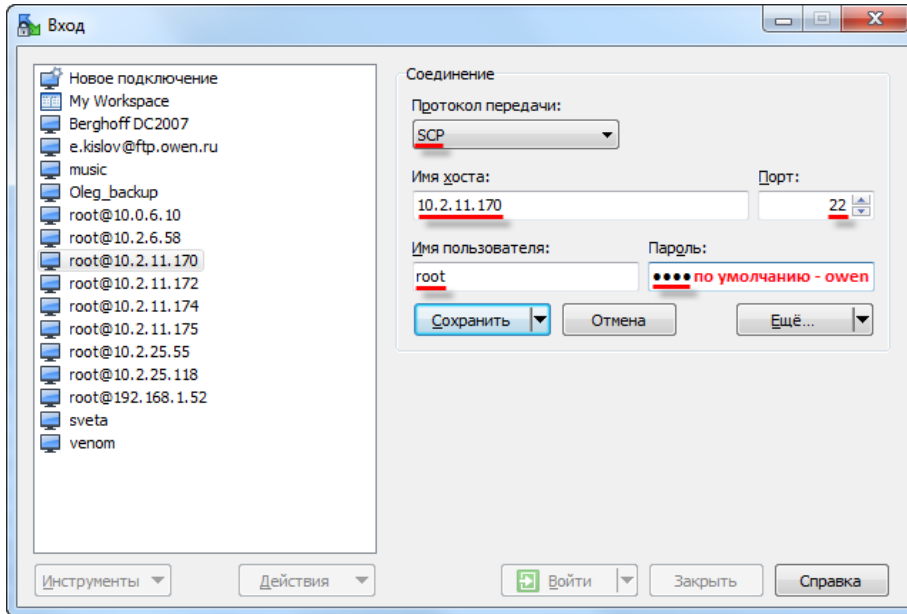 Вход
Новое подключение
My Workspace
Berghoff DC2007
e.kislov@ftp.owen.ru
music
Oleg_backup
root@10.0.6.10
root@10.2.6.58
root@10.2.11.170
root@10.2.11.172
root@10.2.11.174
root@10.2.11.175
root@10.2.25.55
root@10.2.25.118
root@192.168.1.52
sveta
venom
Инструменты
Действия
Соединение
Протокол передачи:
SCP
Имя хоста: Порт:
10.2.11.170 22
Имя пользователя: Пароль:
root ●●●● по умолчанию - owen
Сохранить Отмена Ещё...
Войти Закрыть Справка